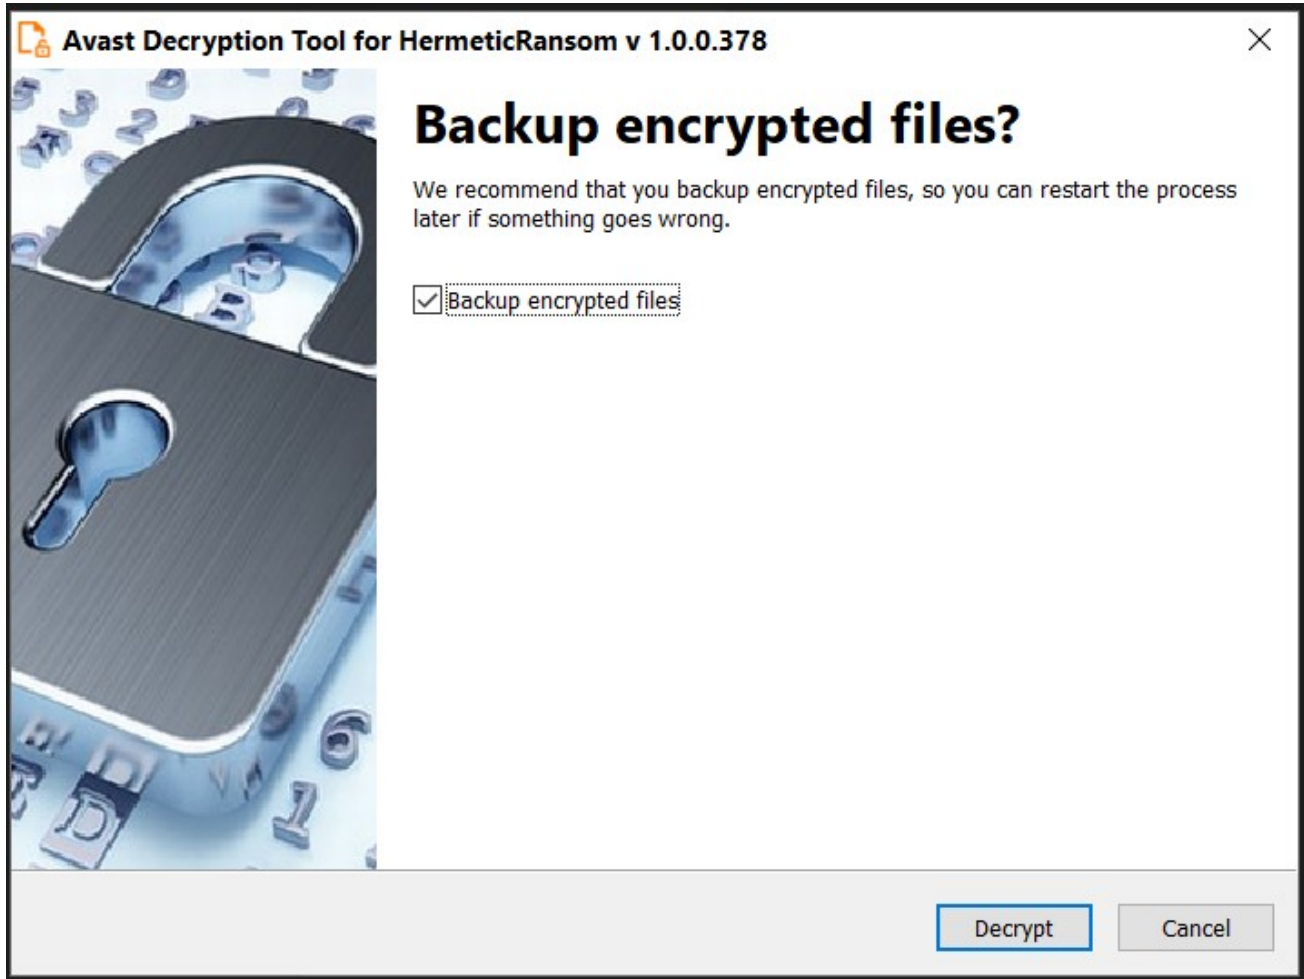 Avast Decryption Tool for HermeticRansom v 1.0.0.378
Backup encrypted files?
We recommend that you backup encrypted files, so you can restart the process
later if something goes wrong.
Backup encrypted files
Decrypt
Cancel